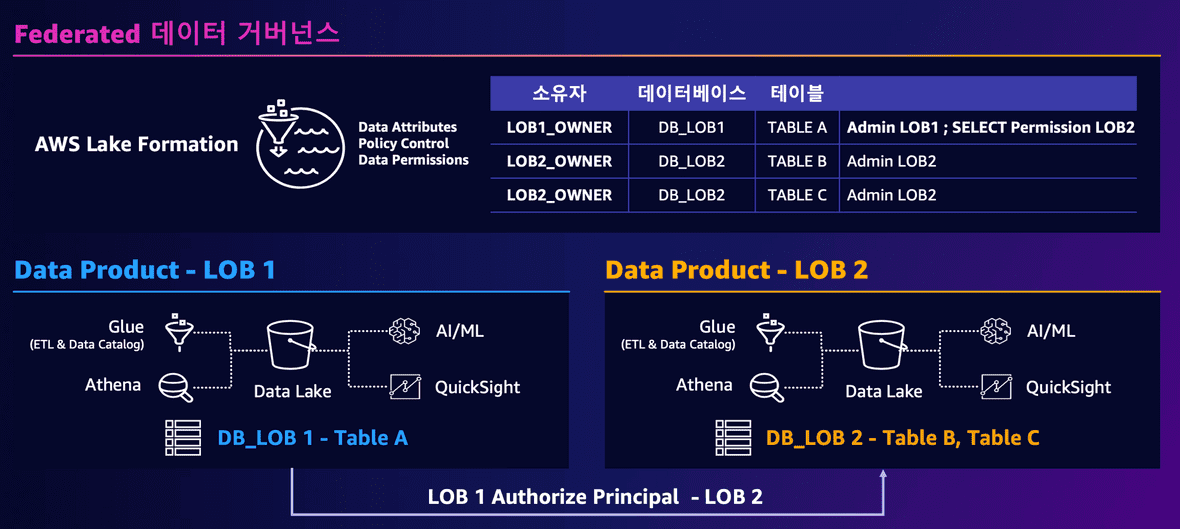 Federated 데이터 거버넌스
AWS Lake Formation
Data Attributes
Policy Control
Data Permissions
소유자 데이터베이스 테이블
LOB1_OWNER DB_LOB1 TABLE A Admin LOB1 ; SELECT Permission LOB2
LOB2_OWNER DB_LOB2 TABLE B Admin LOB2
LOB2_OWNER DB_LOB2 TABLE C Admin LOB2
Data Product - LOB 1
Glue
(ETL & Data Catalog)
Athena
Data Lake
AI/ML
QuickSight
DB_LOB 1 - Table A
Data Product - LOB 2
Glue
(ETL & Data Catalog)
Athena
Data Lake
AI/ML
QuickSight
DB_LOB 2 - Table B, Table C
LOB 1 Authorize Principal - LOB 2